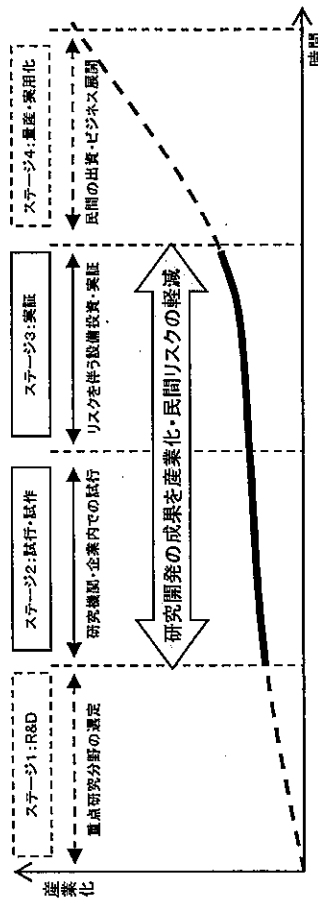 産業化
ステージ1:R&D
ステージ2:試行・試作
ステージ3:実証
ステージ4:量産・実用化
重点研究分野の選定
研究機関・企業内での試行
リスクを伴う設備投資・実証
民間の出資・ビジネス展開
研究開発の成果を産業化・民間リスクの軽減
時間